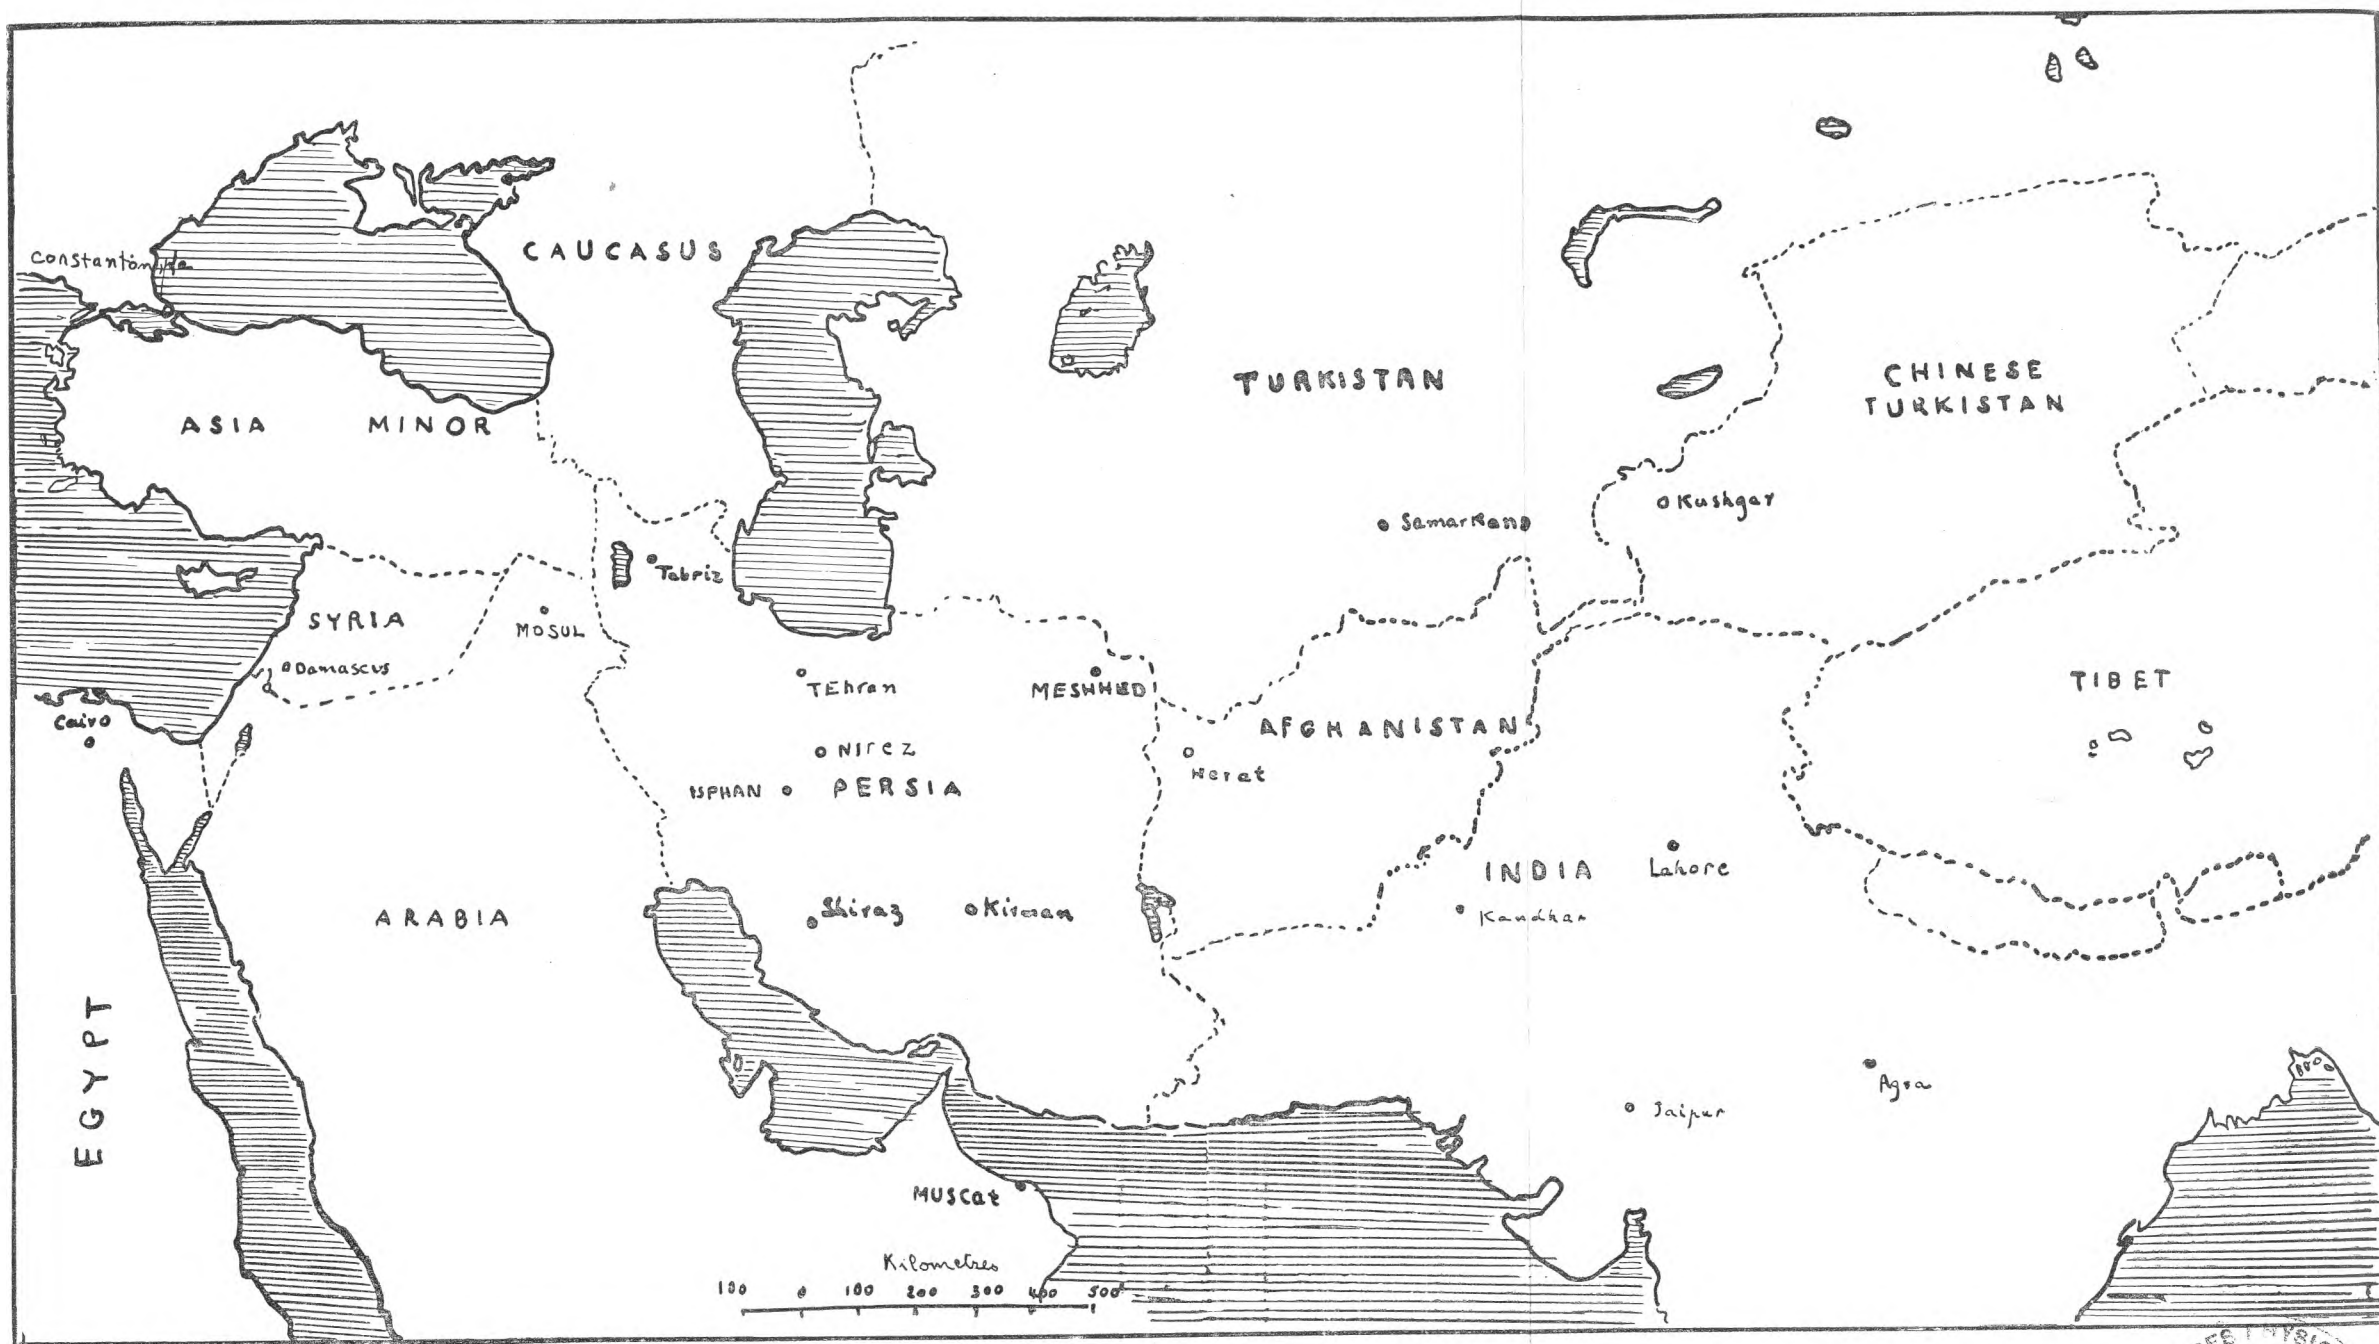 CAUCASUS
TURKISTAN
CHINESE
TURKISTAN
ASIA MINOR
Kushgar
Samarkand
Tabriz
SYRIA
MOSUL
Damascus
TEhran
MESHHED
TIBET
Cairo
AFGHANISTAN
Nirez
Herat
ISPHAN
PERSIA
INDIA
Lahore
ARABIA
Shiraz
Kirman
Kandhar
EGYPT
Agra
Jaipur
MUSCat
Kilometres
100 0 100 200 300 400 500